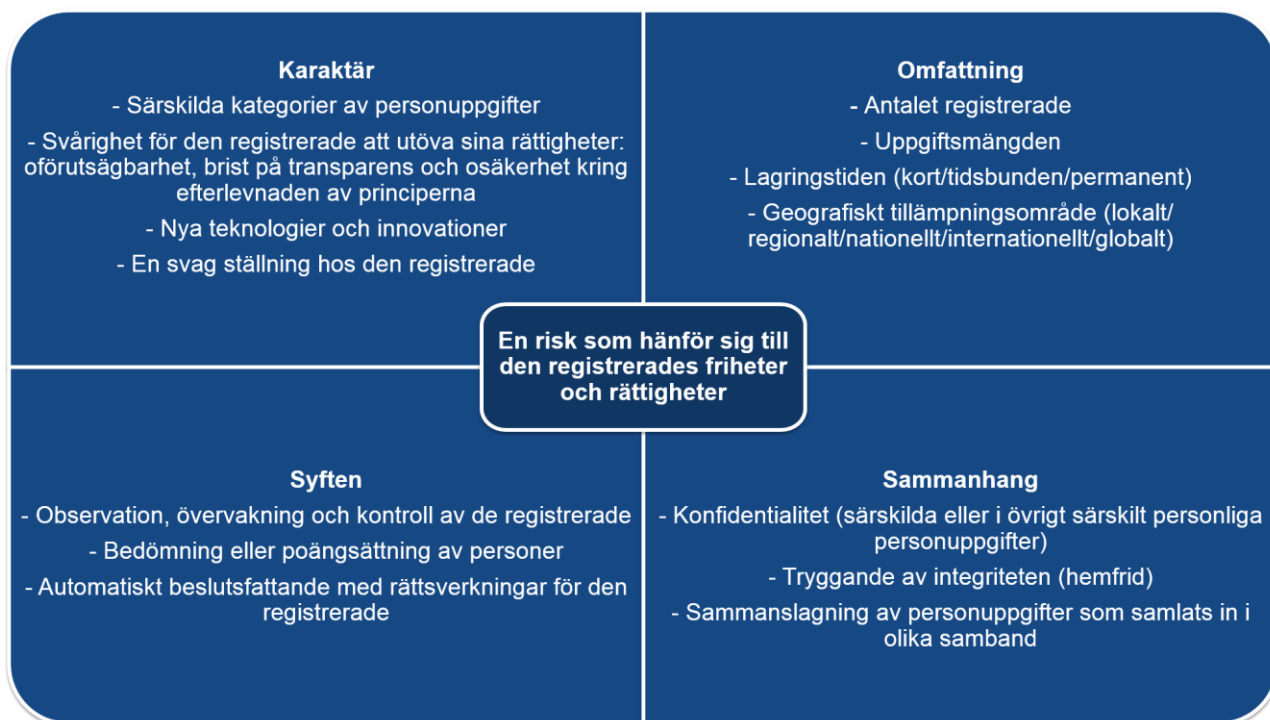 Karaktär
- Särskilda kategorier av personuppgifter
- Svårighet för den registrerade att utöva sina rättigheter:
oförutsägbarhet, brist på transparens och osäkerhet kring
efterlevnaden av principerna
- Nya teknologier och innovationer
- En svag ställning hos den registrerade
Omfattning
- Antalet registrerade
- Uppgiftsmängden
- Lagringstiden (kort/tidsbunden/permanent)
- Geografiskt tillämpningsområde (lokalt/
regionalt/nationellt/internationellt/globalt)
En risk som hänför sig till
den registrerades friheter
och rättigheter
Syften
- Observation, övervakning och kontroll av de registrerade
- Bedömning eller poängsättning av personer
- Automatiskt beslutsfattande med rättsverkningar för den
registrerade
Sammanhang
- Konfidentialitet (särskilda eller i övrigt särskilt personliga
personuppgifter)
- Tryggande av integriteten (hemfrid)
- Sammanslagning av personuppgifter som samlats in i
olika samband